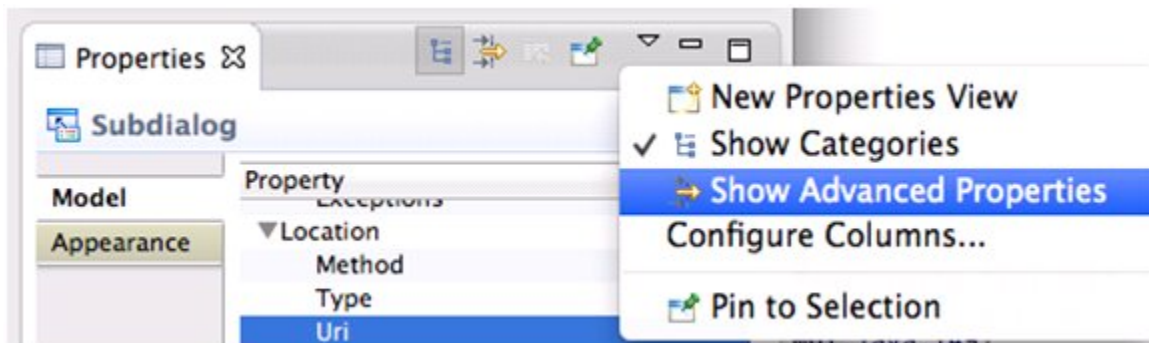 Properties
Subdialog
Model
Appearance
Property
Exceptions
Location
Method
Type
Uri
New Properties View
Show Categories
Show Advanced Properties
Configure Columns...
Pin to Selection